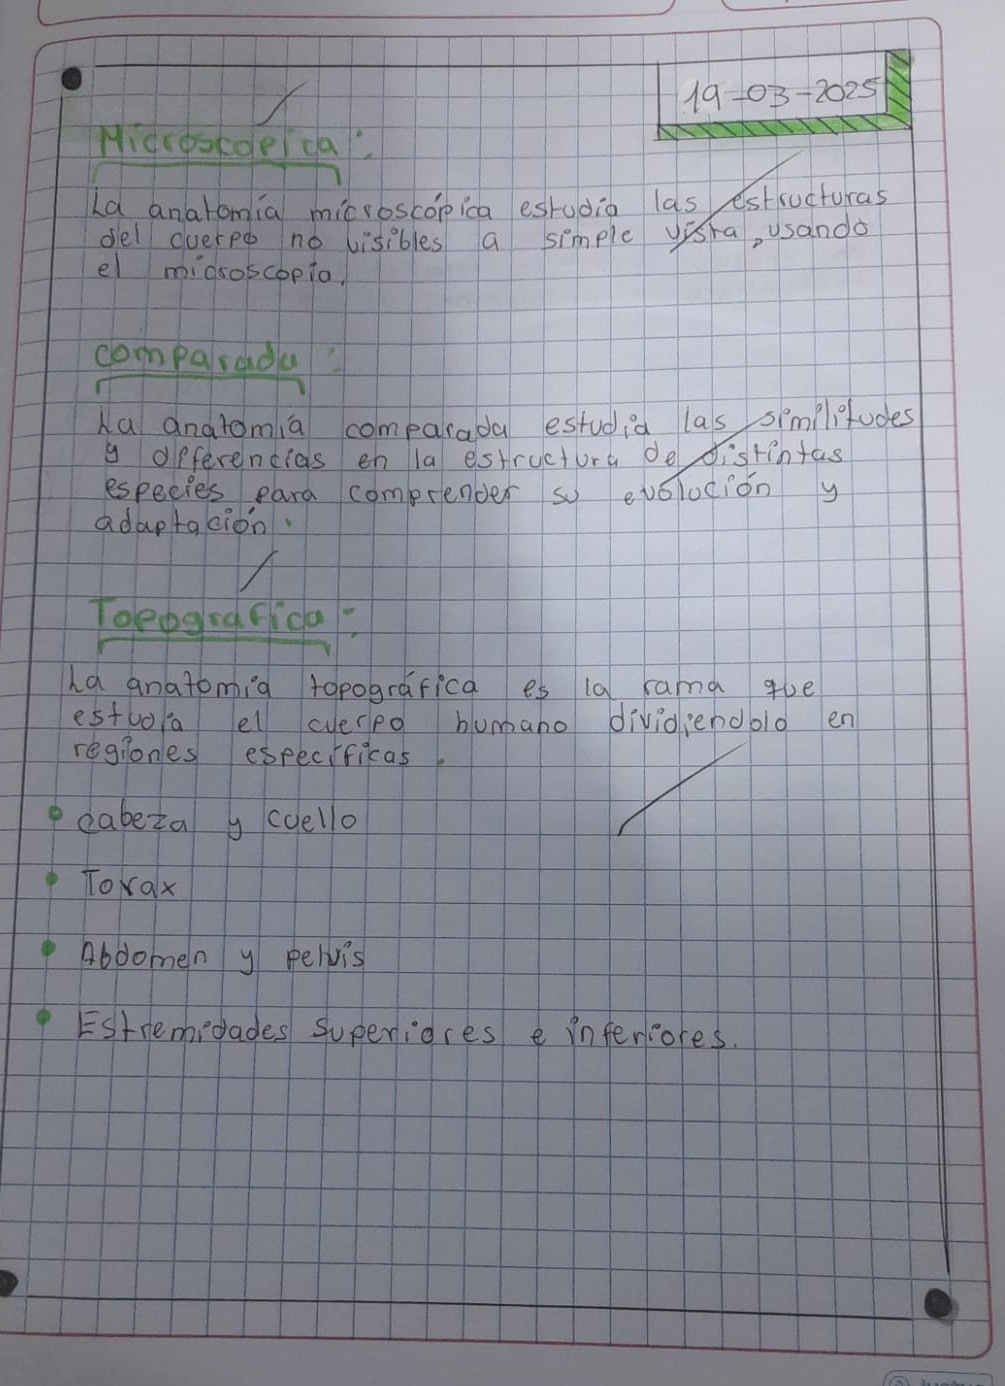 19-03-2025
Microscopica:
La anatomía microscópica estudia las estructuras
del cuerpo no visibles a simple vista, usando
el microscopio.
comparada:
La anatomía comparada estudia las similitudes
y diferencias en la estructura de distintas
especies para comprender su evolución y
adaptación.
Topografica:
La anatomia topográfica es la rama que
estudia el cuerpo humano dividiendolo en
regiones específicas.
• cabeza y cuello
• Torax
• Abdomen y pelvis
• Estremidades superiores e inferiores.